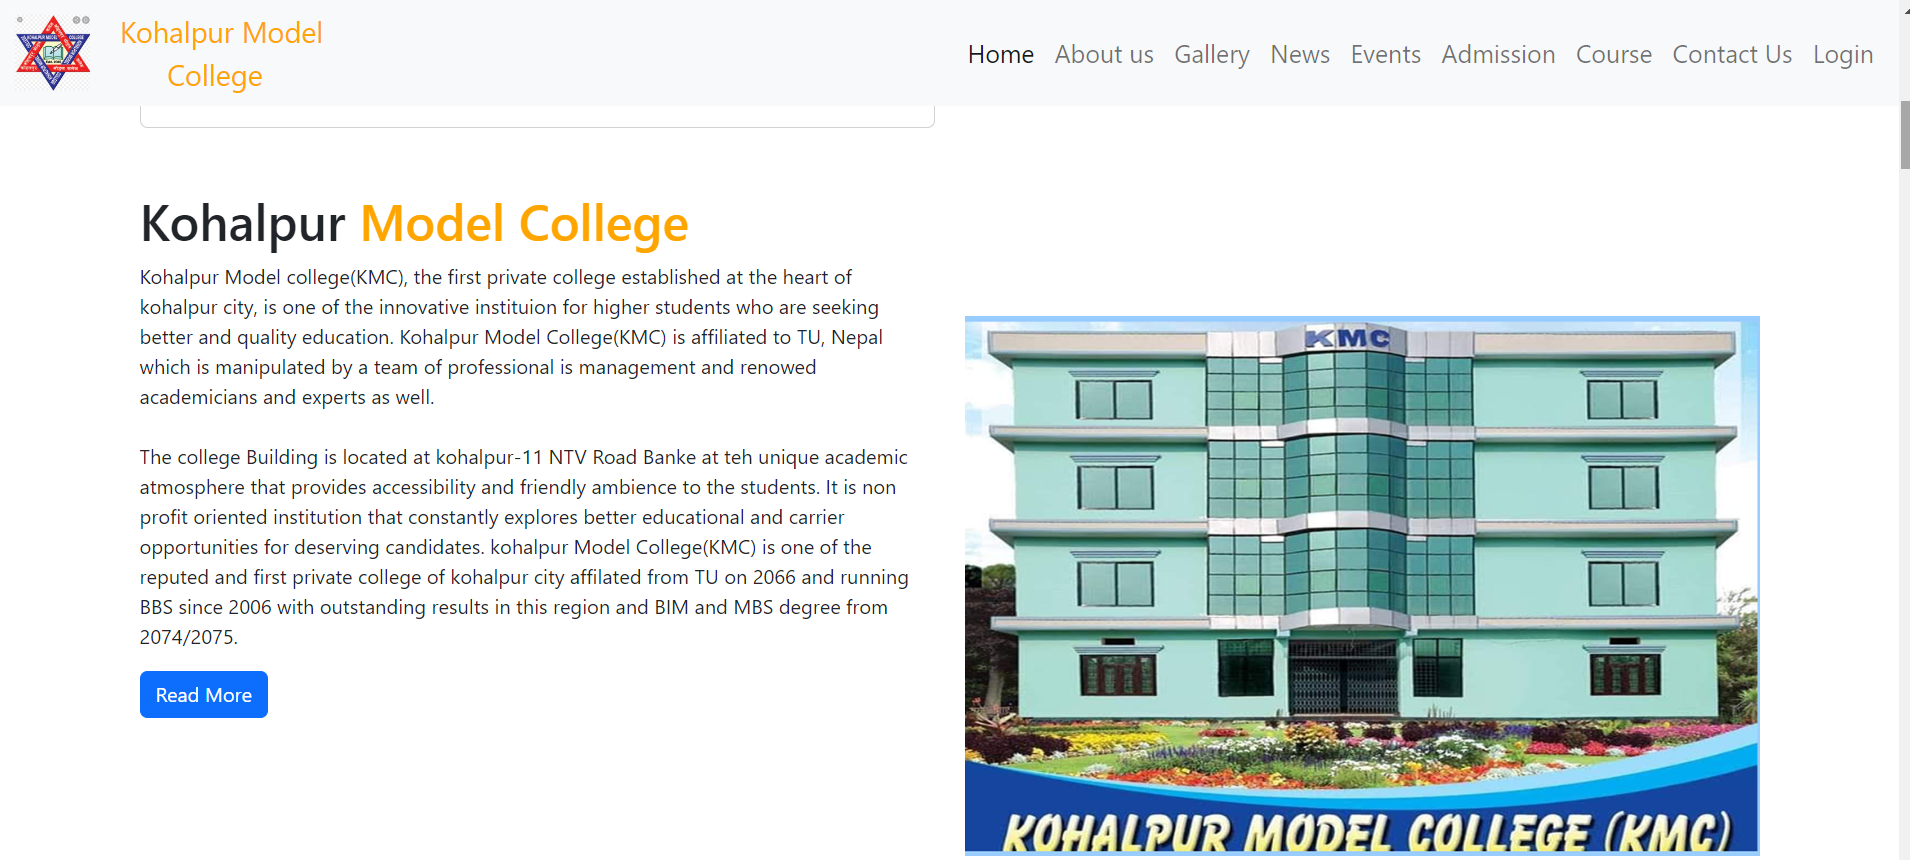 Kohalpur Model
College
Home About us Gallery News Events Admission Course Contact Us Login
Kohalpur Model College
Kohalpur Model college(KMC), the first private college established at the heart of
kohalpur city, is one of the innovative instituion for higher students who are seeking
better and quality education. Kohalpur Model College(KMC) is affiliated to TU, Nepal
which is manipulated by a team of professional is management and renowed
academicians and experts as well.
The college Building is located at kohalpur-11 NTV Road Banke at teh unique academic
atmosphere that provides accessibility and friendly ambience to the students. It is non
profit oriented institution that constantly explores better educational and carrier
opportunities for deserving candidates. kohalpur Model College(KMC) is one of the
reputed and first private college of kohalpur city affilated from TU on 2066 and running
BBS since 2006 with outstanding results in this region and BIM and MBS degree from
2074/2075.
Read More
KMC
KOHALPUR MODEL COLLEGE (KMC)